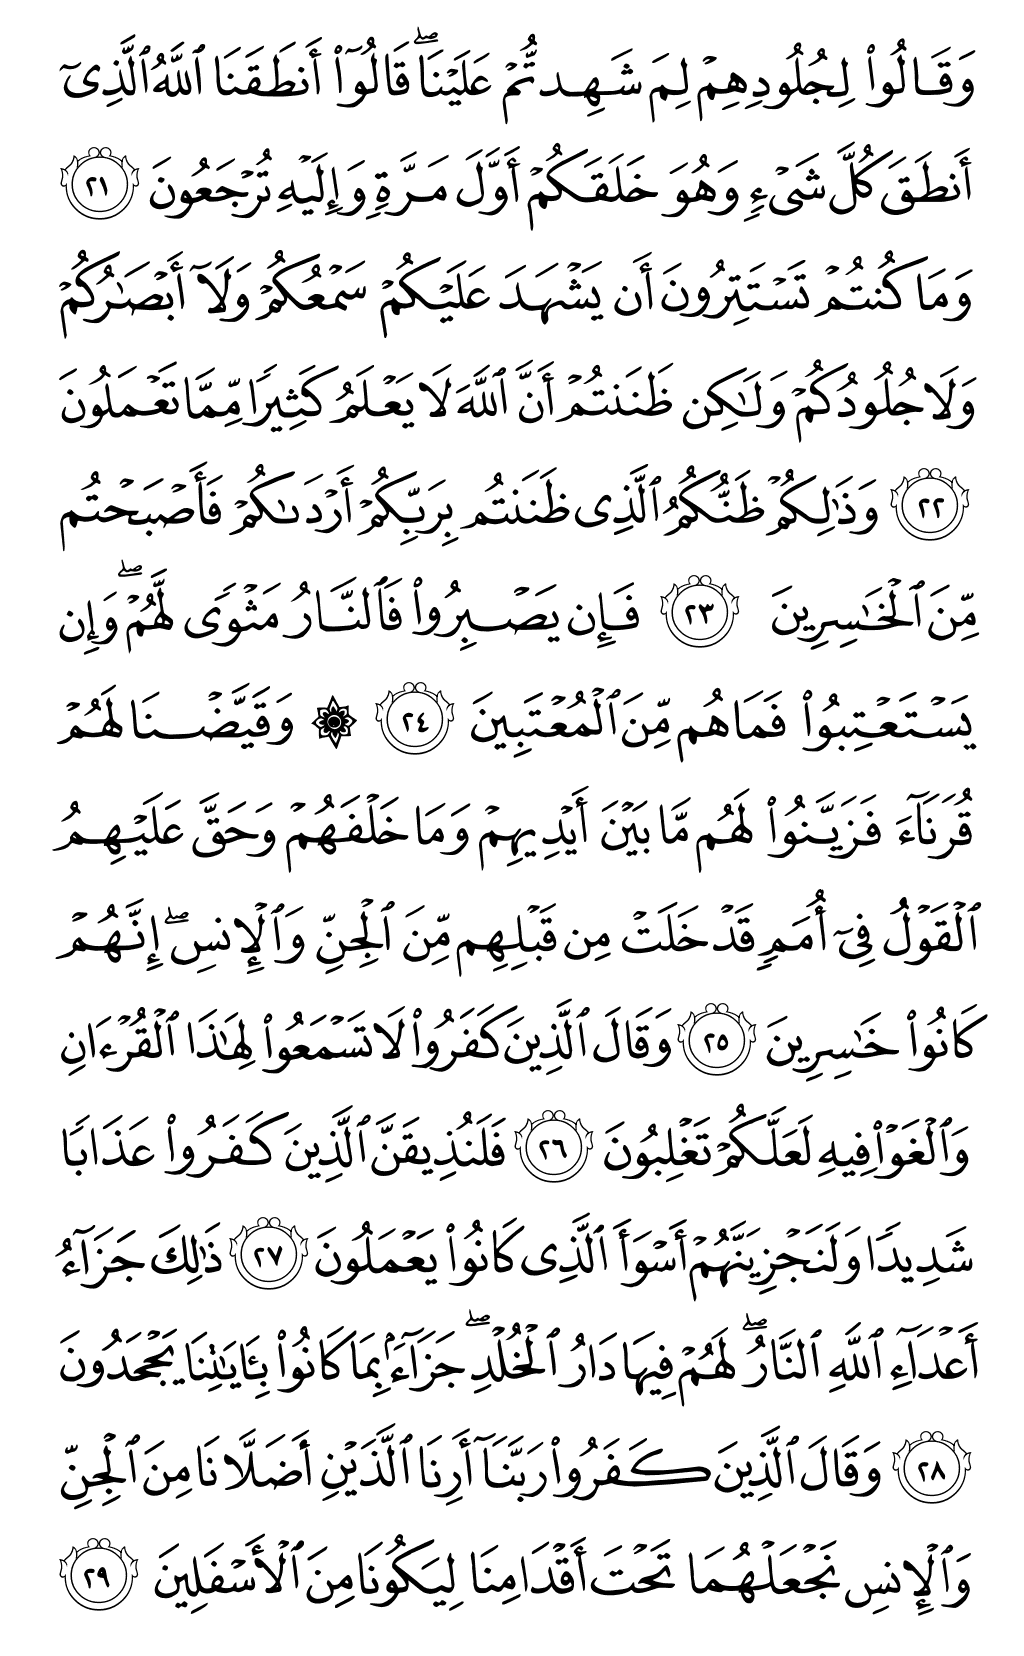 وَقَالُوا۟ لِجُلُودِهِمْ لِمَ شَهِدتُّمْ عَلَيْنَا ۖ قَالُوٓا۟ أَنطَقَنَا ٱللَّهُ ٱلَّذِىٓ
أَنطَقَ كُلَّ شَىْءٍ وَهُوَ خَلَقَكُمْ أَوَّلَ مَرَّةٍ وَإِلَيْهِ تُرْجَعُونَ ٢١
وَمَا كُنتُمْ تَسْتَتِرُونَ أَن يَشْهَدَ عَلَيْكُمْ سَمْعُكُمْ وَلَآ أَبْصَٰرُكُمْ
وَلَا جُلُودُكُمْ وَلَٰكِن ظَنَنتُمْ أَنَّ ٱللَّهَ لَا يَعْلَمُ كَثِيرًا مِّمَّا تَعْمَلُونَ
٢٢ وَذَٰلِكُمْ ظَنُّكُمُ ٱلَّذِى ظَنَنتُم بِرَبِّكُمْ أَرْدَىٰكُمْ فَأَصْبَحْتُم
مِّنَ ٱلْخَٰسِرِينَ ٢٣ فَإِن يَصْبِرُوا۟ فَٱلنَّارُ مَثْوًى لَّهُمْ ۖ وَإِن
يَسْتَعْتِبُوا۟ فَمَا هُم مِّنَ ٱلْمُعْتَبِينَ ٢٤ ۞ وَقَيَّضْنَا لَهُمْ
قُرَنَآءَ فَزَيَّنُوا۟ لَهُم مَّا بَيْنَ أَيْدِيهِمْ وَمَا خَلْفَهُمْ وَحَقَّ عَلَيْهِمُ
ٱلْقَوْلُ فِىٓ أُمَمٍ قَدْ خَلَتْ مِن قَبْلِهِم مِّنَ ٱلْجِنِّ وَٱلْإِنسِ ۖ إِنَّهُمْ
كَانُوا۟ خَٰسِرِينَ ٢٥ وَقَالَ ٱلَّذِينَ كَفَرُوا۟ لَا تَسْمَعُوا۟ لِهَٰذَا ٱلْقُرْءَانِ
وَٱلْغَوْا۟ فِيهِ لَعَلَّكُمْ تَغْلِبُونَ ٢٦ فَلَنُذِيقَنَّ ٱلَّذِينَ كَفَرُوا۟ عَذَابًا
شَدِيدًا وَلَنَجْزِيَنَّهُمْ أَسْوَأَ ٱلَّذِى كَانُوا۟ يَعْمَلُونَ ٢٧ ذَٰلِكَ جَزَآءُ
أَعْدَآءِ ٱللَّهِ ٱلنَّارُ ۖ لَهُمْ فِيهَا دَارُ ٱلْخُلْدِ ۖ جَزَآءًۢ بِمَا كَانُوا۟ بِـَٔايَٰتِنَا يَجْحَدُونَ
٢٨ وَقَالَ ٱلَّذِينَ كَفَرُوا۟ رَبَّنَآ أَرِنَا ٱلَّذَيْنِ أَضَلَّانَا مِنَ ٱلْجِنِّ
وَٱلْإِنسِ نَجْعَلْهُمَا تَحْتَ أَقْدَامِنَا لِيَكُونَا مِنَ ٱلْأَسْفَلِينَ ٢٩